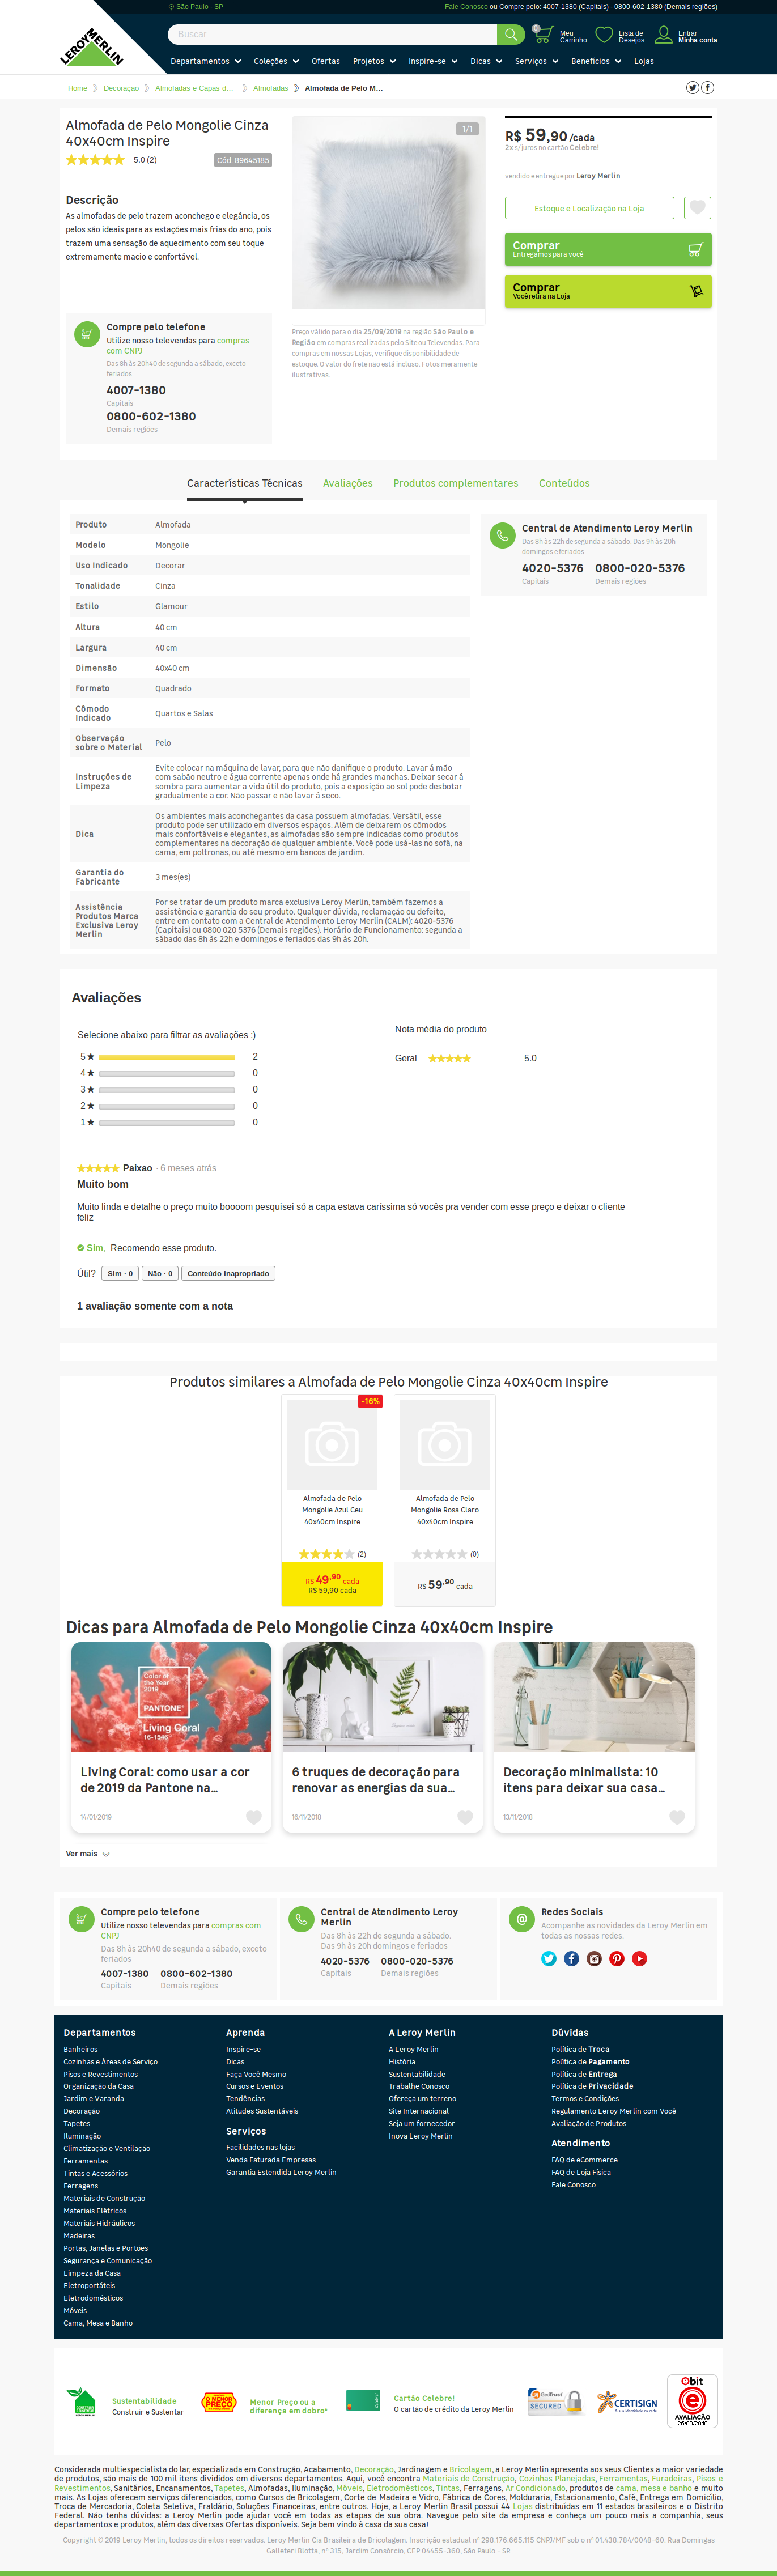 São Paulo - SP
Fale Conosco ou Compre pelo: 4007-1380 (Capitais) - 0800-602-1380 (Demais regiões)
LEROY MERLIN
Buscar
Meu Carrinho
Lista de Desejos
Entrar
Minha conta
Departamentos Coleções Ofertas Projetos Inspire-se Dicas Serviços Benefícios Lojas
Home Decoração Almofadas e Capas d... Almofadas Almofada de Pelo M...
Almofada de Pelo Mongolie Cinza
40x40cm Inspire
5.0 (2)
Cód. 89645185
Descrição
As almofadas de pelo trazem aconchego e elegância, os
pelos são ideais para as estações mais frias do ano, pois
trazem uma sensação de aquecimento com seu toque
extremamente macio e confortável.
Compre pelo telefone
Utilize nosso televendas para compras
com CNPJ
Das 8h às 20h40 de segunda a sábado, exceto
feriados
4007-1380
Capitais
0800-602-1380
Demais regiões
1/1
Preço válido para o dia 25/09/2019 na região São Paulo e
Região em compras realizadas pelo Site ou Televendas. Para
compras em nossas Lojas, verifique disponibilidade de
estoque. O valor do frete não está incluso. Fotos meramente
ilustrativas.
R$ 59,90 /cada
2x s/juros no cartão Celebre!
vendido e entregue por Leroy Merlin
Estoque e Localização na Loja
Comprar
Entregamos para você
Comprar
Você retira na Loja
Características Técnicas Avaliações Produtos complementares Conteúdos
Produto Almofada
Modelo Mongolie
Uso Indicado Decorar
Tonalidade Cinza
Estilo Glamour
Altura 40 cm
Largura 40 cm
Dimensão 40x40 cm
Formato Quadrado
Cômodo Indicado Quartos e Salas
Observação sobre o Material Pelo
Instruções de Limpeza
Evite colocar na máquina de lavar, para que não danifique o produto. Lavar á mão
com sabão neutro e água corrente apenas onde há grandes manchas. Deixar secar á
sombra para aumentar a vida útil do produto, pois a exposição ao sol pode desbotar
gradualmente a cor. Não passar e não lavar á seco.
Dica
Os ambientes mais aconchegantes da casa possuem almofadas. Versátil, esse
produto pode ser utilizado em diversos espaços. Além de deixarem os cômodos
mais confortáveis e elegantes, as almofadas são sempre indicadas como produtos
complementares na decoração de qualquer ambiente. Você pode usá-las no sofá, na
cama, em poltronas, ou até mesmo em bancos de jardim.
Garantia do Fabricante 3 mes(es)
Assistência Produtos Marca Exclusiva Leroy Merlin
Por se tratar de um produto marca exclusiva Leroy Merlin, também fazemos a
assistência e garantia do seu produto. Qualquer dúvida, reclamação ou defeito,
entre em contato com a Central de Atendimento Leroy Merlin (CALM): 4020-5376
(Capitais) ou 0800 020 5376 (Demais regiões). Horário de Funcionamento: segunda a
sábado das 8h às 22h e domingos e feriados das 9h às 20h.
Central de Atendimento Leroy Merlin
Das 8h às 22h de segunda a sábado. Das 9h às 20h
domingos e feriados
4020-5376 0800-020-5376
Capitais Demais regiões
Avaliações
Selecione abaixo para filtrar as avaliações :)
5★ 2
4★ 0
3★ 0
2★ 0
1★ 0
Nota média do produto
Geral ★★★★★ 5.0
★★★★★ Paixao · 6 meses atrás
Muito bom
Muito linda e detalhe o preço muito boooom pesquisei só a capa estava caríssima só vocês pra vender com esse preço e deixar o cliente
feliz
Sim, Recomendo esse produto.
Útil? Sim · 0 Não · 0 Conteúdo Inapropriado
1 avaliação somente com a nota
Produtos similares a Almofada de Pelo Mongolie Cinza 40x40cm Inspire
-16%
Almofada de Pelo
Mongolie Azul Ceu
40x40cm Inspire
(2)
R$ 49,90 cada
R$ 59,90 cada
Almofada de Pelo
Mongolie Rosa Claro
40x40cm Inspire
(0)
R$ 59,90 cada
Dicas para Almofada de Pelo Mongolie Cinza 40x40cm Inspire
Color of the Year 2019
PANTONE®
Living Coral
16-1546
Living Coral: como usar a cor
de 2019 da Pantone na...
14/01/2019
6 truques de decoração para
renovar as energias da sua...
16/11/2018
Decoração minimalista: 10
itens para deixar sua casa...
13/11/2018
Ver mais
Compre pelo telefone
Utilize nosso televendas para compras com
CNPJ
Das 8h às 20h40 de segunda a sábado, exceto
feriados
4007-1380 0800-602-1380
Capitais Demais regiões
Central de Atendimento Leroy
Merlin
Das 8h às 22h de segunda a sábado.
Das 9h às 20h domingos e feriados
4020-5376 0800-020-5376
Capitais Demais regiões
Redes Sociais
Acompanhe as novidades da Leroy Merlin em
todas as nossas redes.
Departamentos
Banheiros
Cozinhas e Áreas de Serviço
Pisos e Revestimentos
Organização da Casa
Jardim e Varanda
Decoração
Tapetes
Iluminação
Climatização e Ventilação
Ferramentas
Tintas e Acessórios
Ferragens
Materiais de Construção
Materiais Elétricos
Materiais Hidráulicos
Madeiras
Portas, Janelas e Portões
Segurança e Comunicação
Limpeza da Casa
Eletroportáteis
Eletrodomésticos
Móveis
Cama, Mesa e Banho
Aprenda
Inspire-se
Dicas
Faça Você Mesmo
Cursos e Eventos
Tendências
Atitudes Sustentáveis
Serviços
Facilidades nas lojas
Venda Faturada Empresas
Garantia Estendida Leroy Merlin
A Leroy Merlin
A Leroy Merlin
História
Sustentabilidade
Trabalhe Conosco
Ofereça um terreno
Site Internacional
Seja um fornecedor
Inova Leroy Merlin
Dúvidas
Política de Troca
Política de Pagamento
Política de Entrega
Política de Privacidade
Termos e Condições
Regulamento Leroy Merlin com Você
Avaliação de Produtos
Atendimento
FAQ de eCommerce
FAQ de Loja Física
Fale Conosco
Sustentabilidade
Construir e Sustentar
O MENOR PREÇO
Menor Preço ou a
diferença em dobro*
Cartão Celebre!
O cartão de crédito da Leroy Merlin
GeoTrust
SECURED
CERTISIGN
A sua identidade na rede
ebit
AVALIAÇÃO
25/09/2019
Considerada multiespecialista do lar, especializada em Construção, Acabamento, Decoração, Jardinagem e Bricolagem, a Leroy Merlin apresenta aos seus Clientes a maior variedade
de produtos, são mais de 100 mil itens divididos em diversos departamentos. Aqui, você encontra Materiais de Construção, Cozinhas Planejadas, Ferramentas, Furadeiras, Pisos e
Revestimentos, Sanitários, Encanamentos, Tapetes, Almofadas, Iluminação, Móveis, Eletrodomésticos, Tintas, Ferragens, Ar Condicionado, produtos de cama, mesa e banho e muito
mais. As Lojas oferecem serviços diferenciados, como Cursos de Bricolagem, Corte de Madeira e Vidro, Fábrica de Cores, Molduraria, Estacionamento, Café, Entrega em Domicílio,
Troca de Mercadoria, Coleta Seletiva, Fraldário, Soluções Financeiras, entre outros. Hoje, a Leroy Merlin Brasil possui 44 Lojas distribuídas em 11 estados brasileiros e o Distrito
Federal. Não tenha dúvidas: a Leroy Merlin pode ajudar você em todas as etapas de sua obra. Navegue pelo site da empresa e conheça um pouco mais a companhia, seus
departamentos e produtos, além das diversas Ofertas disponíveis. Seja bem vindo à casa da sua casa!
Copyright © 2019 Leroy Merlin, todos os direitos reservados. Leroy Merlin Cia Brasileira de Bricolagem. Inscrição estadual nº 298.176.665.115 CNPJ/MF sob o nº 01.438.784/0048-60. Rua Domingas
Galleteri Blotta, nº 315, Jardim Consórcio, CEP 04455-360, São Paulo - SP.